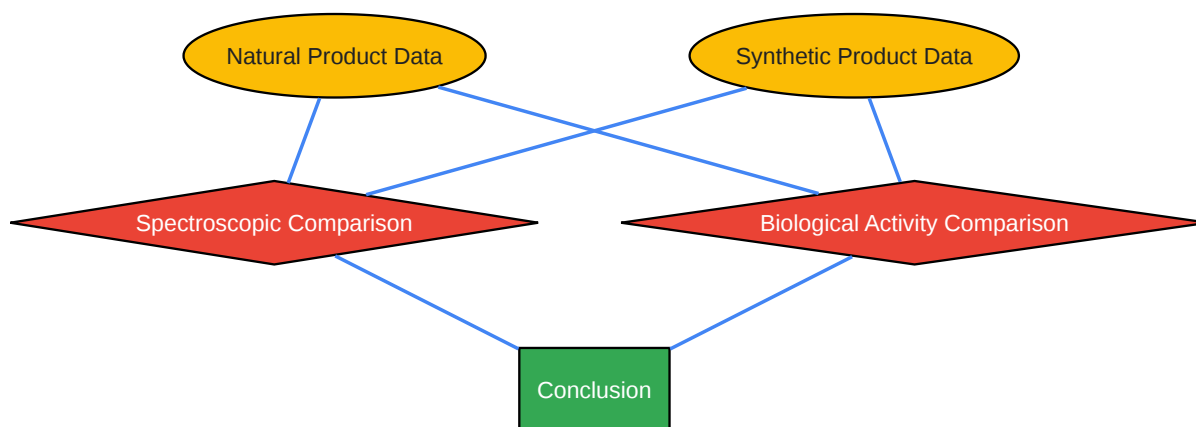 Natural Product Data
Synthetic Product Data
Spectroscopic Comparison
Biological Activity Comparison
Conclusion